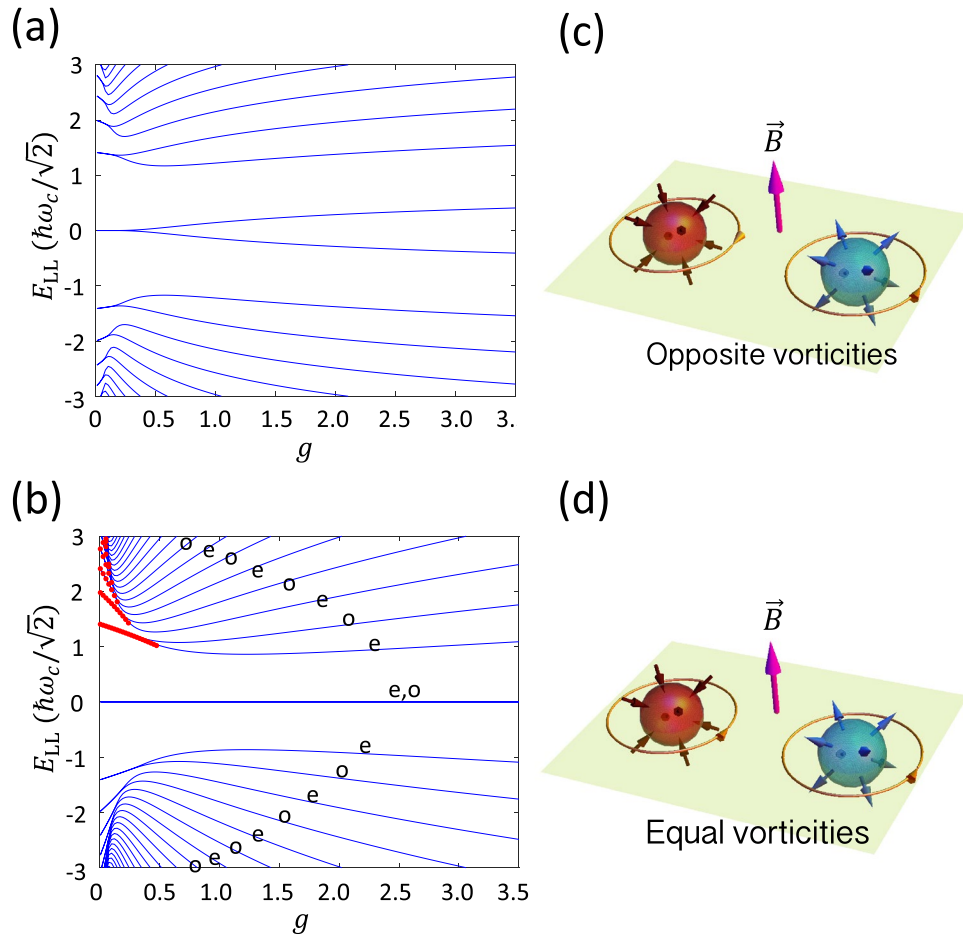 (a)
3
2
1
0
-1
-2
-3
E_LL (ħω_c/√2)
0 0.5 1.0 1.5 2.0 2.5 3.0 3.
g
(c)
B⃗
Opposite vorticities
(b)
3
2
1
0
-1
-2
-3
E_LL (ħω_c/√2)
o e o e o e o e
e,o
e o e o e o e o
0 0.5 1.0 1.5 2.0 2.5 3.0 3.5
g
(d)
B⃗
Equal vorticities